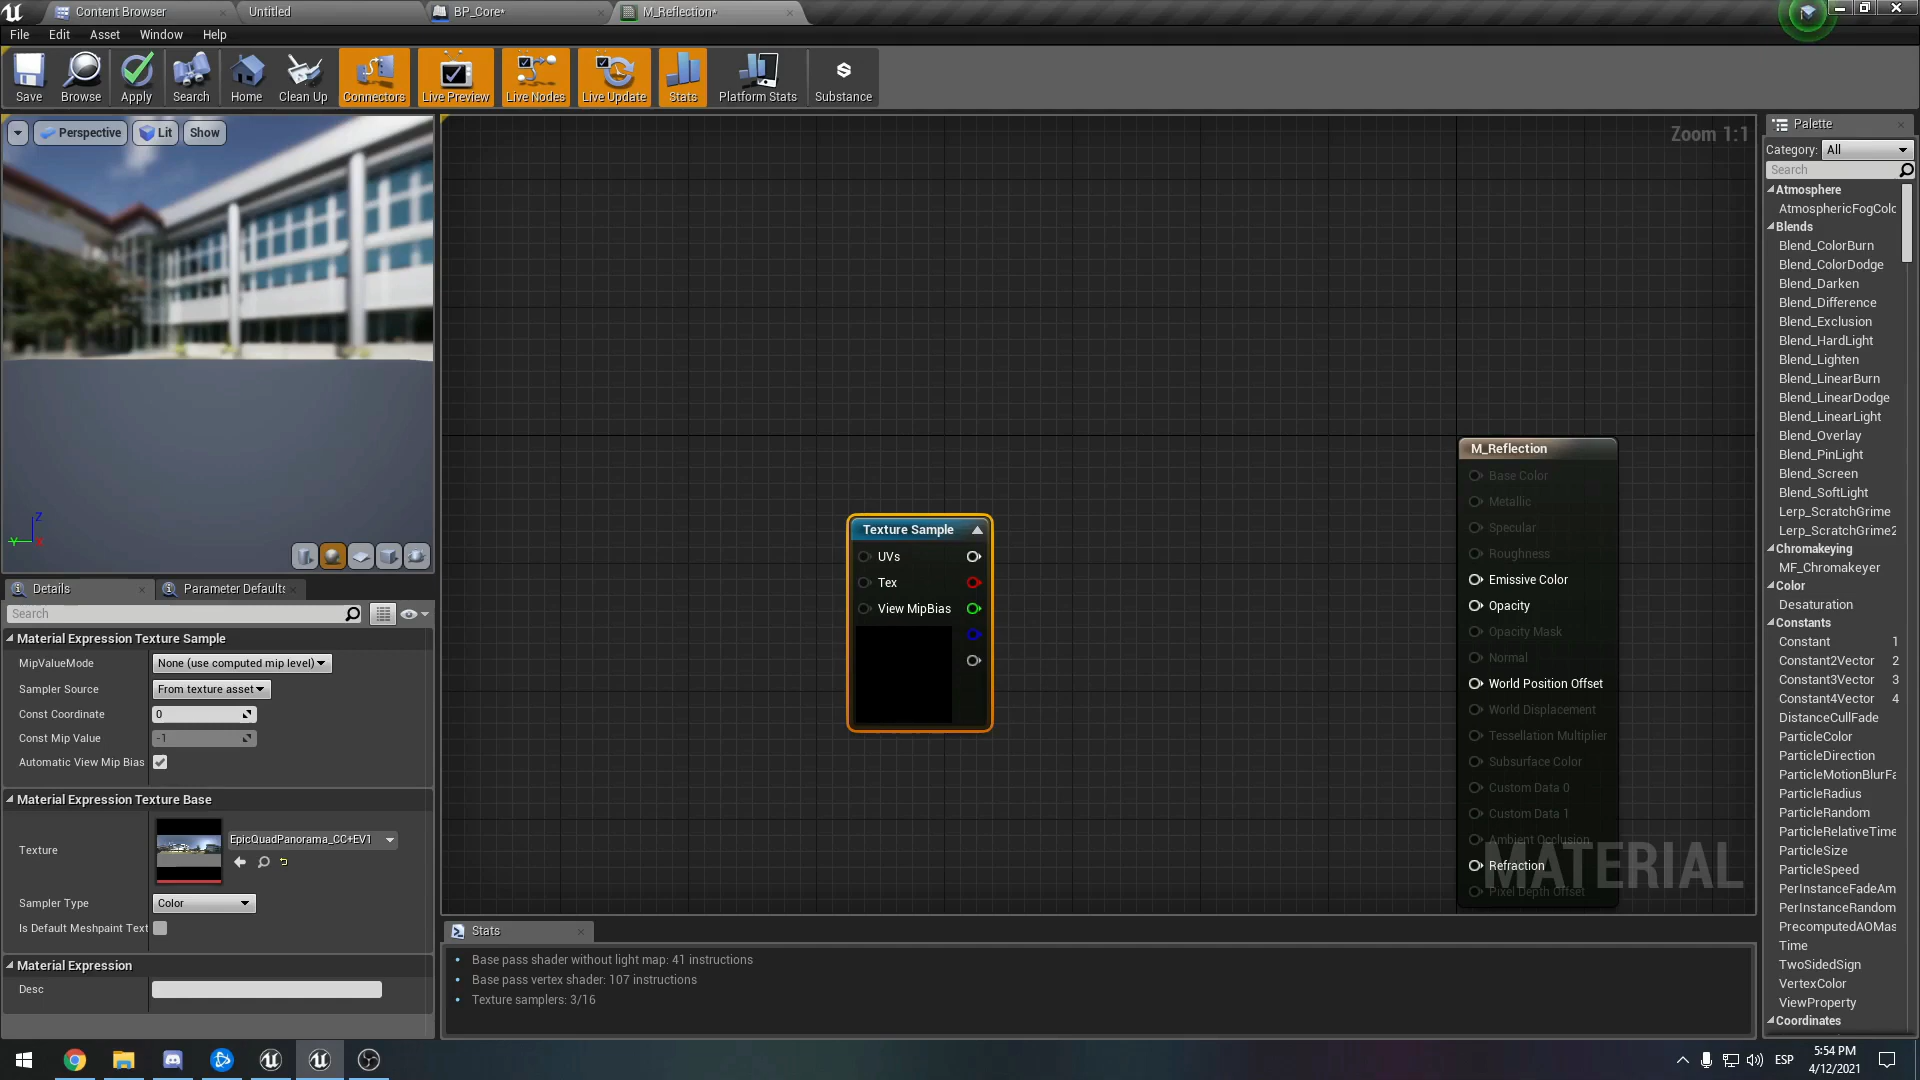 Content Browser
Untitled
BP_Core*
M_Reflection*
File
Edit
Asset
Window
Help
Save
Browse
Apply
Search
Home
Clean Up
Connectors
Live Preview
Live Nodes
Live Update
Stats
Platform Stats
Substance
Perspective
Lit
Show
Zoom 1:1
Palette
Category:
All
Search
Atmosphere
AtmosphericFogColc
Blends
Blend_ColorBurn
Blend_ColorDodge
Blend_Darken
Blend_Difference
Blend_Exclusion
Blend_HardLight
Blend_Lighten
Blend_LinearBurn
Blend_LinearDodge
Blend_LinearLight
Blend_Overlay
Blend_PinLight
Blend_Screen
Blend_SoftLight
Lerp_ScratchGrime
Lerp_ScratchGrime2
Chromakeying
MF_Chromakeyer
Color
Desaturation
Constants
Constant 1
Constant2Vector 2
Constant3Vector 3
Constant4Vector 4
DistanceCullFade
ParticleColor
ParticleDirection
ParticleMotionBlurFa
ParticleRadius
ParticleRandom
ParticleRelativeTime
ParticleSize
ParticleSpeed
PerInstanceFadeAm
PerInstanceRandom
PrecomputedAOMas
Time
TwoSidedSign
VertexColor
ViewProperty
Coordinates
Z
Y
X
Details
Parameter Defaults
Search
Material Expression Texture Sample
MipValueMode
None (use computed mip level)
Sampler Source
From texture asset
Const Coordinate
0
Const Mip Value
-1
Automatic View Mip Bias
Material Expression Texture Base
Texture
EpicQuadPanorama_CC+EV1
Sampler Type
Color
Is Default Meshpaint Text
Material Expression
Desc
Texture Sample
UVs
Tex
View MipBias
M_Reflection
Base Color
Metallic
Specular
Roughness
Emissive Color
Opacity
Opacity Mask
Normal
World Position Offset
World Displacement
Tessellation Multiplier
Subsurface Color
Custom Data 0
Custom Data 1
Ambient Occlusion
Refraction
Pixel Depth Offset
MATERIAL
Stats
Base pass shader without light map: 41 instructions
Base pass vertex shader: 107 instructions
Texture samplers: 3/16
ESP
5:54 PM
4/12/2021